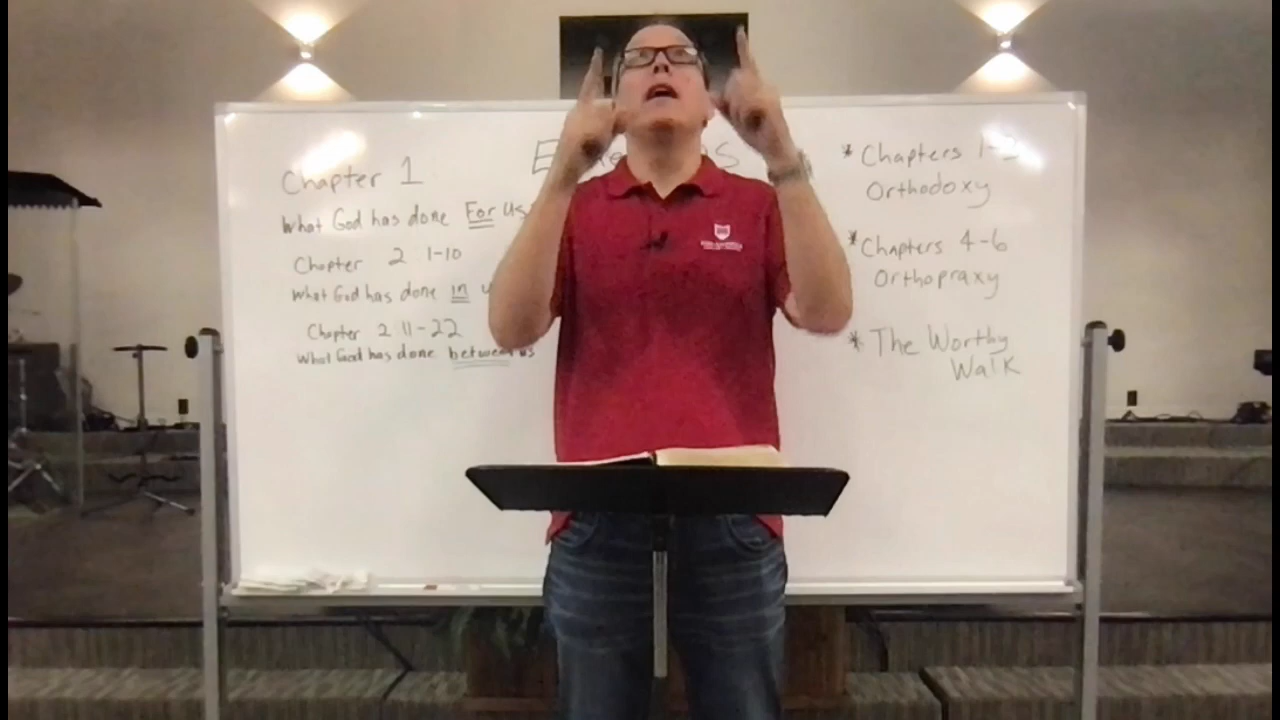 Chapter 1
What God has done For Us
Chapter 2 1-10
What God has done in
Chapter 2 11-22
What God has done between us
* Chapters 1-3
Orthodoxy
* Chapters 4-6
Orthopraxy
* The Worthy
Walk